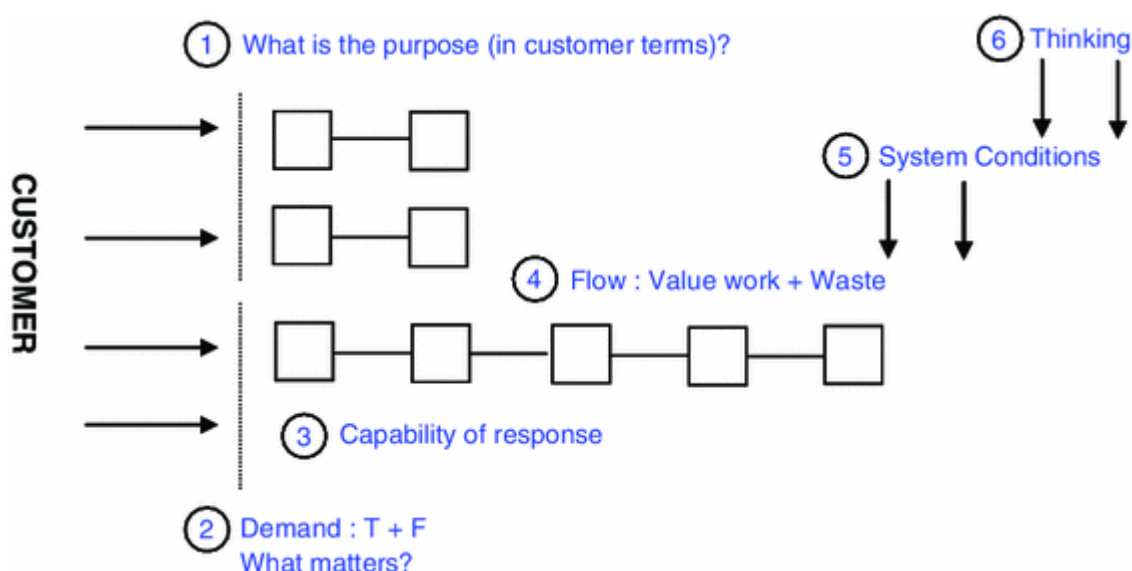 1 What is the purpose (in customer terms)?
6 Thinking
5 System Conditions
CUSTOMER
4 Flow : Value work + Waste
3 Capability of response
2 Demand : T + F
What matters?